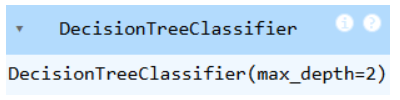 DecisionTreeClassifier i ?
DecisionTreeClassifier(max_depth=2)